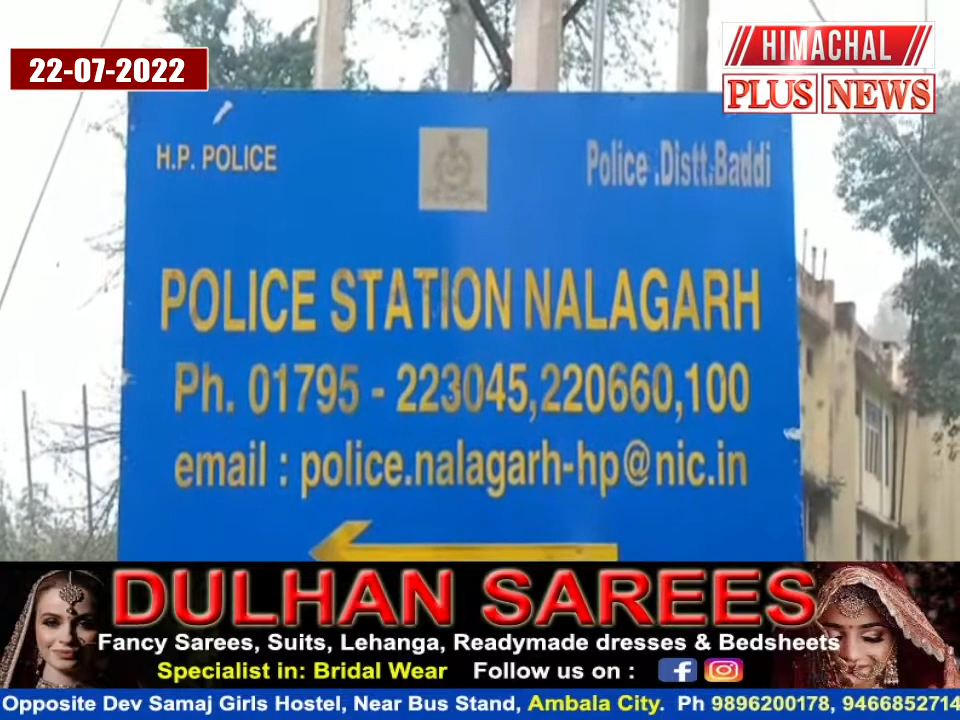 22-07-2022
HIMACHAL
PLUS NEWS
H.P. POLICE
Police .Distt.Baddi
POLICE STATION NALAGARH
Ph. 01795 - 223045,220660,100
email : police.nalagarh-hp@nic.in
DULHAN SAREES
Fancy Sarees, Suits, Lehanga, Readymade dresses & Bedsheets
Specialist in: Bridal Wear Follow us on :
Opposite Dev Samaj Girls Hostel, Near Bus Stand, Ambala City. Ph 9896200178, 9466852714